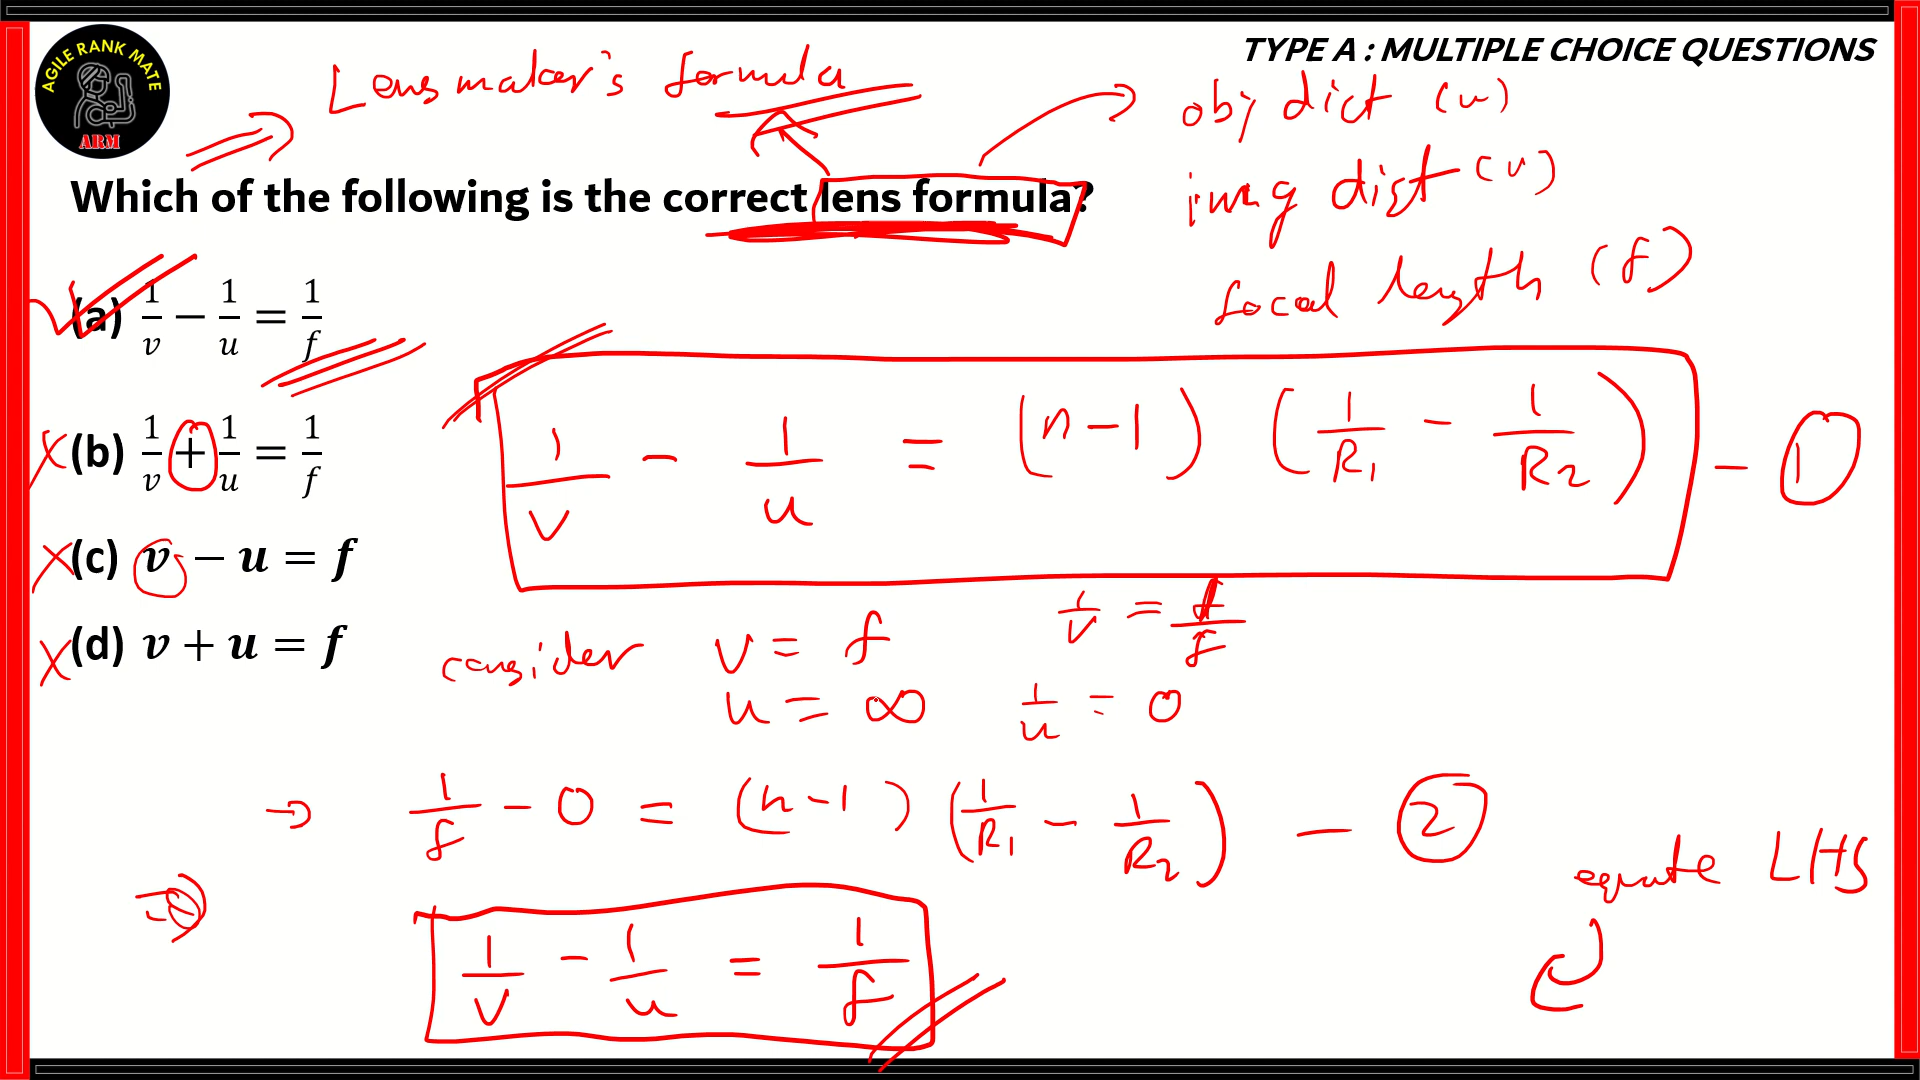 AGILE RANK MATE
ARM
TYPE A : MULTIPLE CHOICE QUESTIONS
Lens maker's formula
obj dict (u)
Which of the following is the correct lens formula?
img dist (v)
focal length (f)
(a) 1/v − 1/u = 1/f
1/v − 1/u = (n−1) (1/R₁ − 1/R₂) — ①
(b) 1/v + 1/u = 1/f
(c) v − u = f
(d) v + u = f
consider v = f 1/v = 1/f
u = ∞ 1/u = 0
→ 1/f − 0 = (n−1) (1/R₁ − 1/R₂) — ②
equate LHS
1/v − 1/u = 1/f